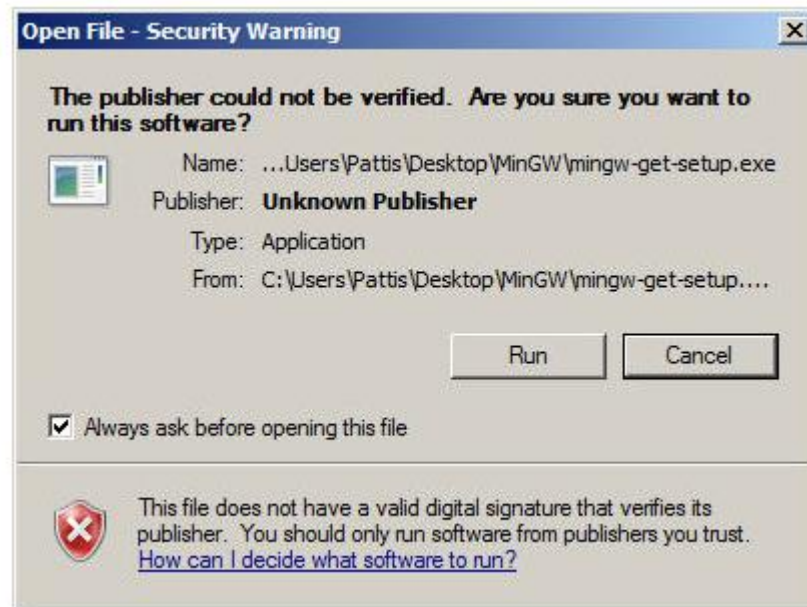 Open File - Security Warning
The publisher could not be verified.  Are you sure you want to
run this software?
Name: ...Users\Pattis\Desktop\MinGW\mingw-get-setup.exe
Publisher: Unknown Publisher
Type: Application
From: C:\Users\Pattis\Desktop\MinGW\mingw-get-setup....
Run Cancel
Always ask before opening this file
This file does not have a valid digital signature that verifies its
publisher.  You should only run software from publishers you trust.
How can I decide what software to run?